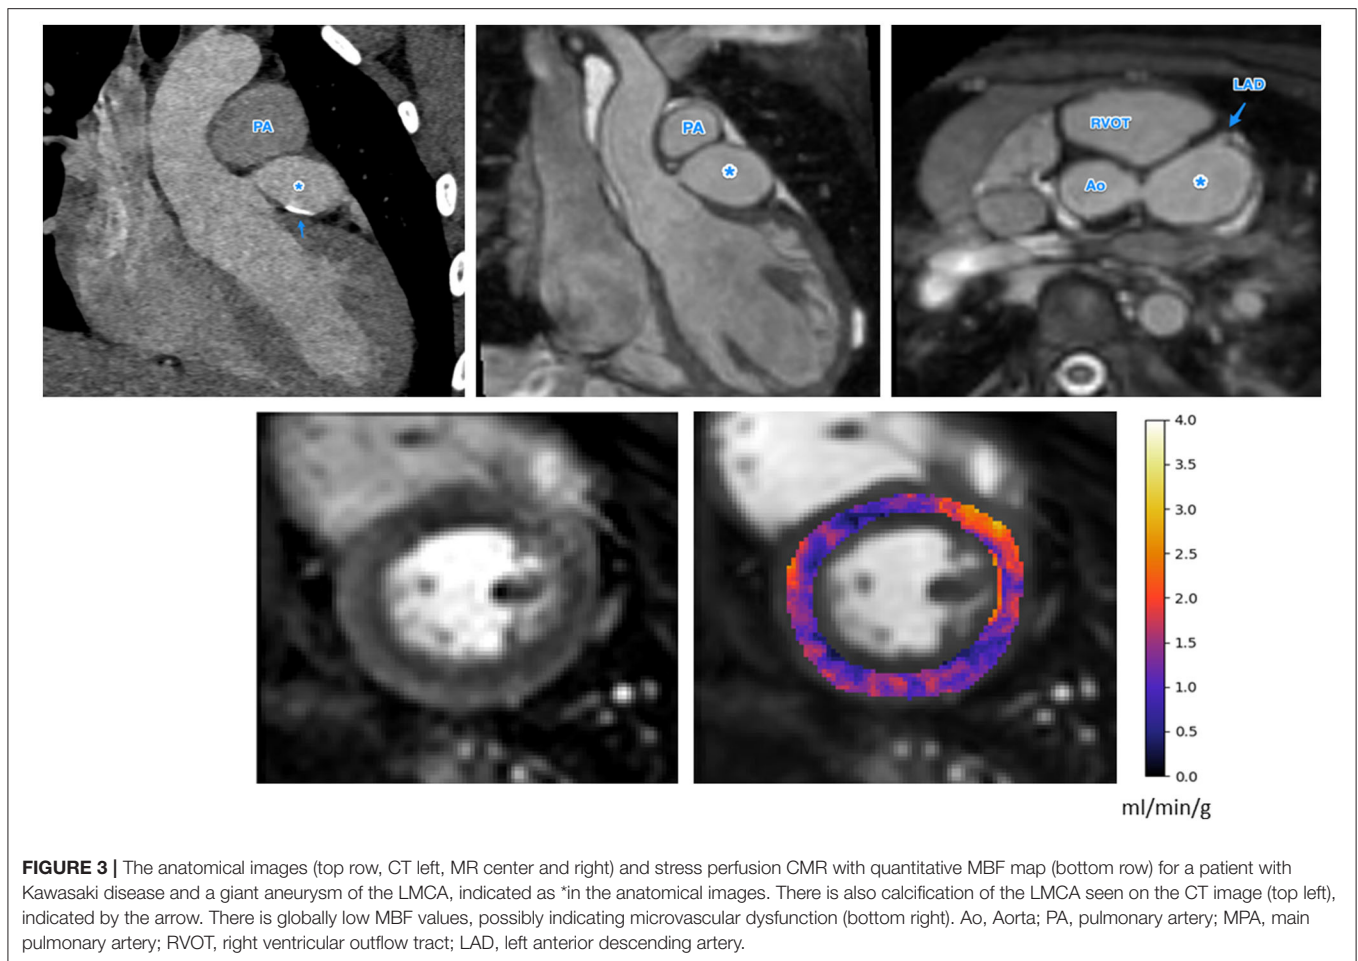 PA
*
PA
*
LAD
RVOT
Ao
*
4.0
3.5
3.0
2.5
2.0
1.5
1.0
0.5
0.0
ml/min/g
FIGURE 3 | The anatomical images (top row, CT left, MR center and right) and stress perfusion CMR with quantitative MBF map (bottom row) for a patient with
Kawasaki disease and a giant aneurysm of the LMCA, indicated as *in the anatomical images. There is also calcification of the LMCA seen on the CT image (top left),
indicated by the arrow. There is globally low MBF values, possibly indicating microvascular dysfunction (bottom right). Ao, Aorta; PA, pulmonary artery; MPA, main
pulmonary artery; RVOT, right ventricular outflow tract; LAD, left anterior descending artery.